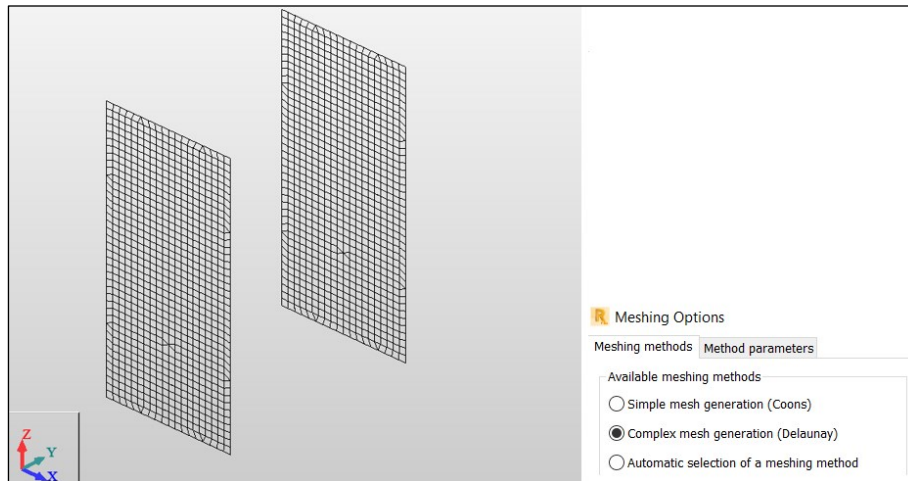 Z
Y
X
Meshing Options
Meshing methods Method parameters
Available meshing methods
Simple mesh generation (Coons)
Complex mesh generation (Delaunay)
Automatic selection of a meshing method